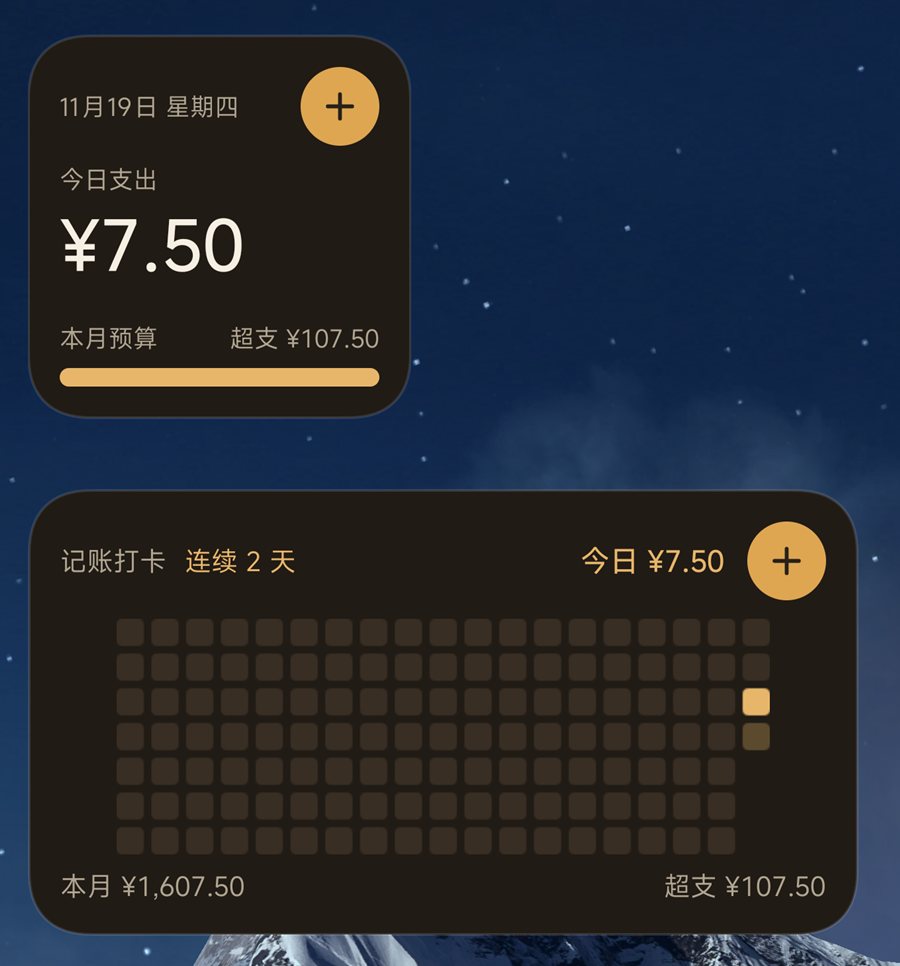 11月19日 星期四
今日支出
¥7.50
本月预算 超支 ¥107.50
记账打卡 连续 2 天 今日 ¥7.50
本月 ¥1,607.50 超支 ¥107.50